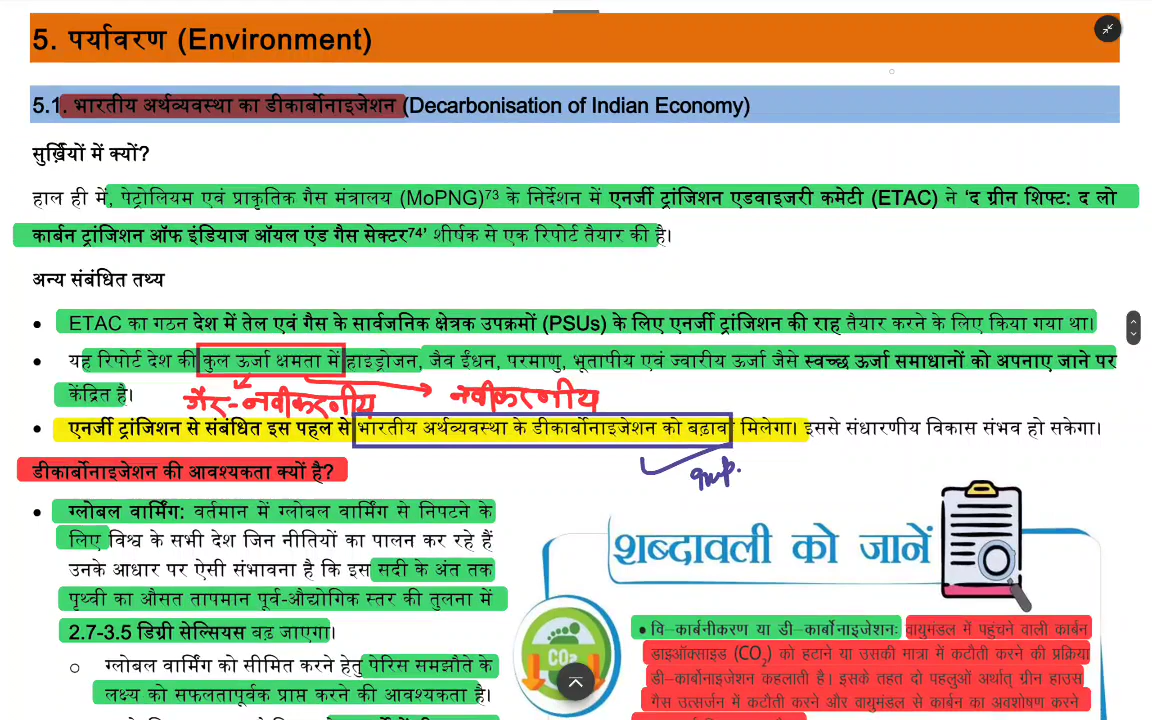 5. पर्यावरण (Environment)
5.1. भारतीय अर्थव्यवस्था का डीकार्बोनाइजेशन (Decarbonisation of Indian Economy)
सुर्ख़ियों में क्यों?
हाल ही में, पेट्रोलियम एवं प्राकृतिक गैस मंत्रालय (MoPNG)⁷³ के निर्देशन में एनर्जी ट्रांजिशन एडवाइजरी कमेटी (ETAC) ने 'द ग्रीन शिफ्ट: द लो
कार्बन ट्रांजिशन ऑफ इंडियाज ऑयल एंड गैस सेक्टर⁷⁴' शीर्षक से एक रिपोर्ट तैयार की है।
अन्य संबंधित तथ्य
• ETAC का गठन देश में तेल एवं गैस के सार्वजनिक क्षेत्रक उपक्रमों (PSUs) के लिए एनर्जी ट्रांजिशन की राह तैयार करने के लिए किया गया था।
• यह रिपोर्ट देश की कुल ऊर्जा क्षमता में हाइड्रोजन, जैव ईंधन, परमाणु, भूतापीय एवं ज्वारीय ऊर्जा जैसे स्वच्छ ऊर्जा समाधानों को अपनाए जाने पर
केंद्रित है।
गैर-नवीकरणीय नवीकरणीय
• एनर्जी ट्रांजिशन से संबंधित इस पहल से भारतीय अर्थव्यवस्था के डीकार्बोनाइजेशन को बढ़ावा मिलेगा। इससे संधारणीय विकास संभव हो सकेगा।
Imp.
डीकार्बोनाइजेशन की आवश्यकता क्यों है?
• ग्लोबल वार्मिंग: वर्तमान में ग्लोबल वार्मिंग से निपटने के
लिए विश्व के सभी देश जिन नीतियों का पालन कर रहे हैं
उनके आधार पर ऐसी संभावना है कि इस सदी के अंत तक
पृथ्वी का औसत तापमान पूर्व-औद्योगिक स्तर की तुलना में
2.7-3.5 डिग्री सेल्सियस बढ़ जाएगा।
○ ग्लोबल वार्मिंग को सीमित करने हेतु पेरिस समझौते के
लक्ष्य को सफलतापूर्वक प्राप्त करने की आवश्यकता है।
शब्दावली को जानें
CO₂
• वि-कार्बनीकरण या डी-कार्बोनाइजेशन: वायुमंडल में पहुंचने वाली कार्बन
डाइऑक्साइड (CO₂) को हटाने या उसकी मात्रा में कटौती करने की प्रक्रिया
डी-कार्बोनाइजेशन कहलाती है। इसके तहत दो पहलुओं अर्थात् ग्रीन हाउस
गैस उत्सर्जन में कटौती करने और वायुमंडल से कार्बन का अवशोषण करने